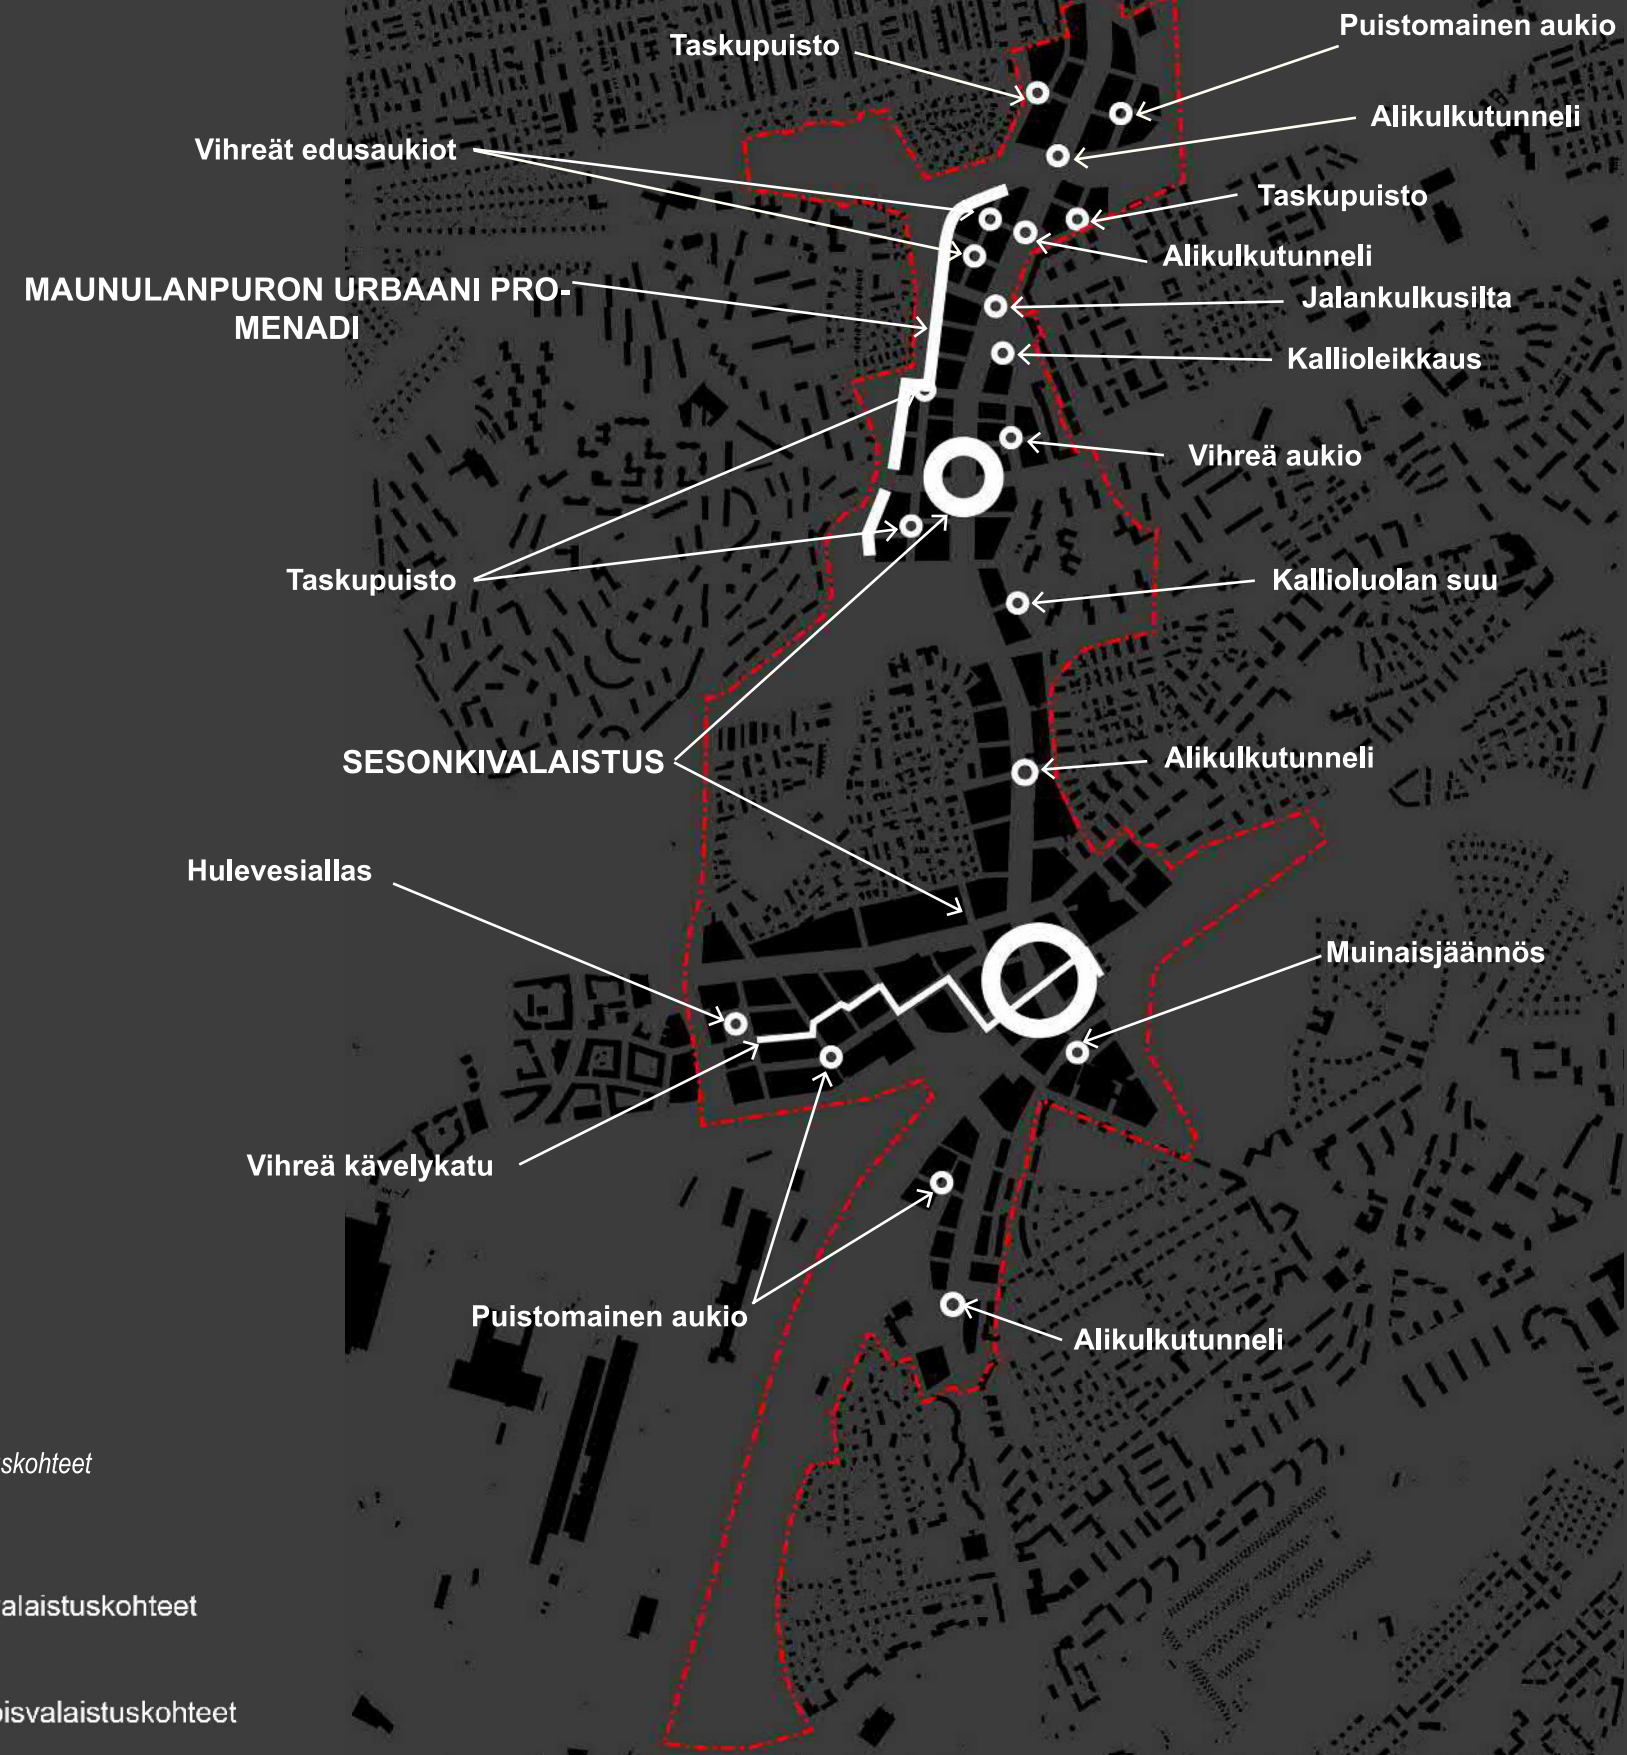 Puistomainen aukio
Taskupuisto
Alikulkutunneli
Vihreät edusaukiot
Taskupuisto
Alikulkutunneli
MAUNULANPURON URBAANI PRO-
MENADI
Jalankulkusilta
Kallioleikkaus
Vihreä aukio
Taskupuisto
Kallioluolan suu
SESONKIVALAISTUS
Alikulkutunneli
Hulevesiallas
Muinaisjäännös
Vihreä kävelykatu
Puistomainen aukio
Alikulkutunneli
skohteet
alaistuskohteet
oisvalaistuskohteet